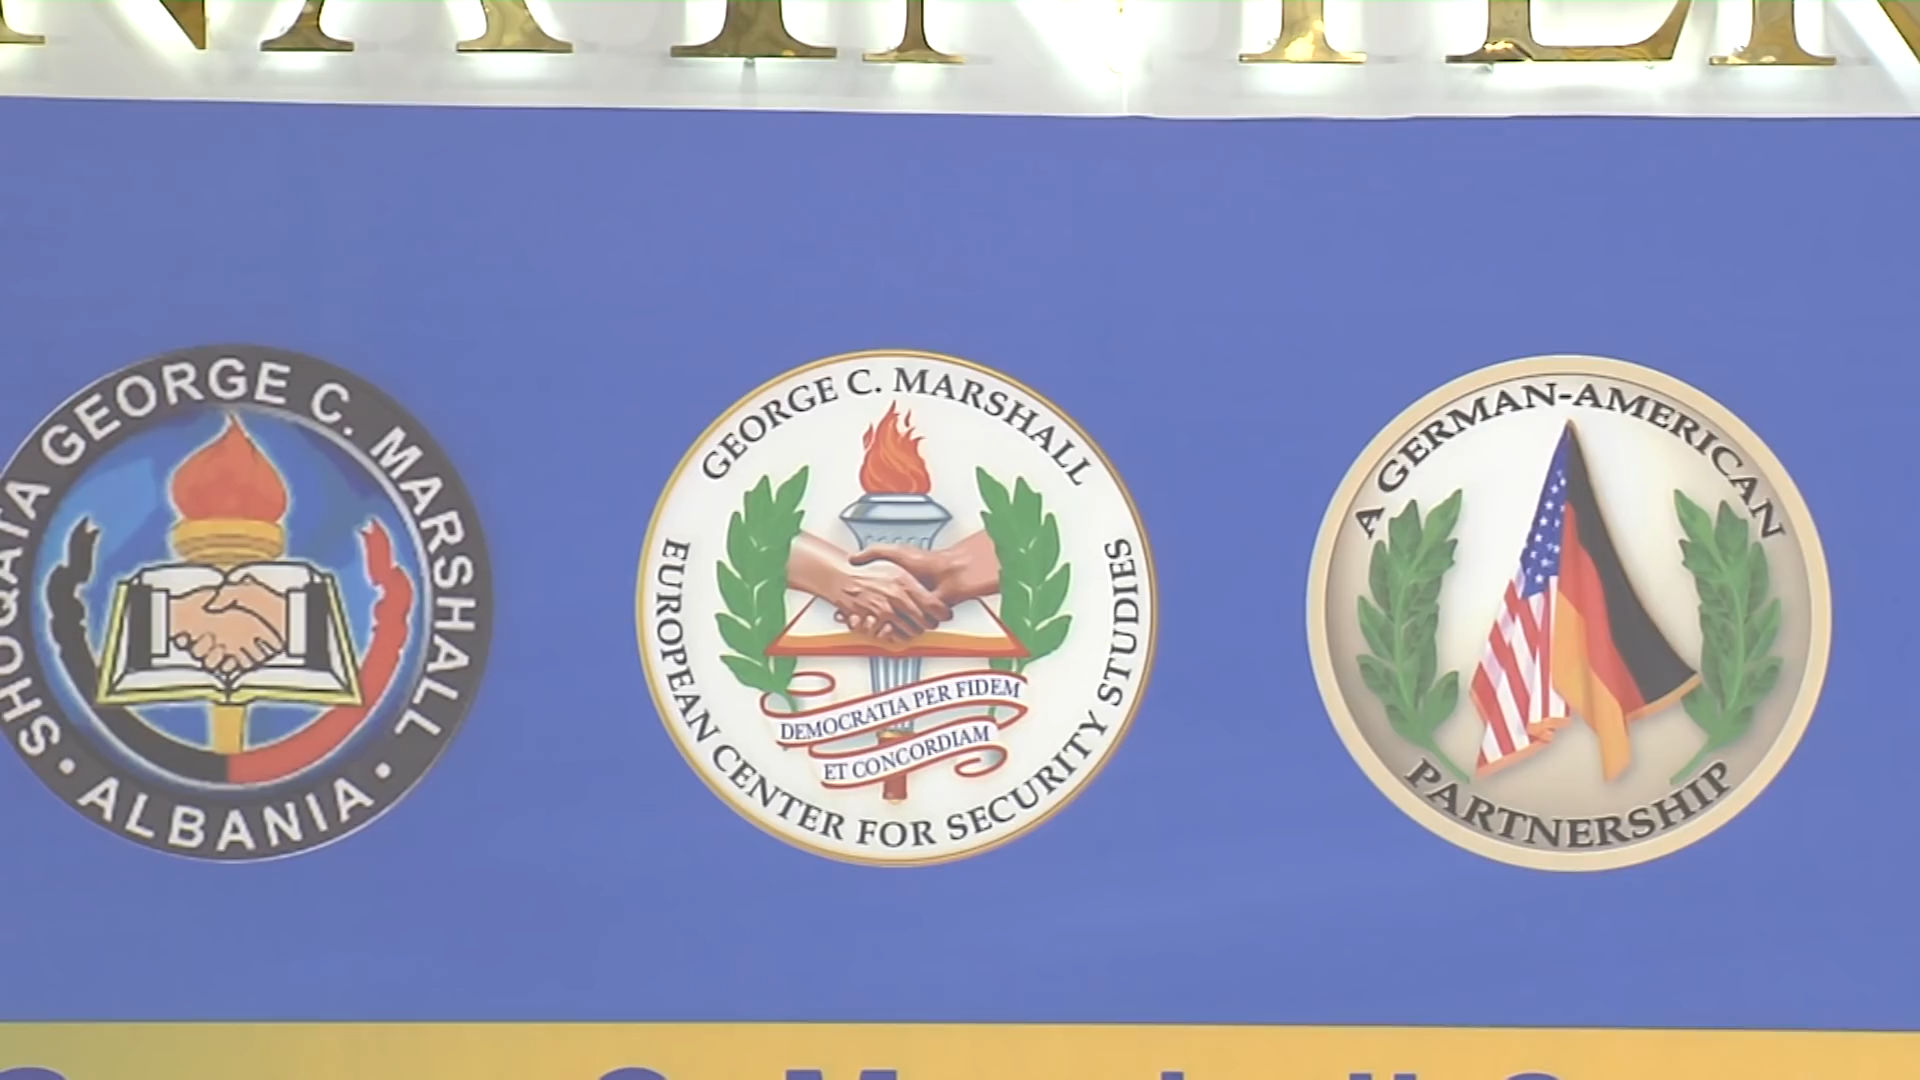 SHOQATA GEORGE C. MARSHALL
• ALBANIA •
GEORGE C. MARSHALL
EUROPEAN CENTER FOR SECURITY STUDIES
DEMOCRATIA PER FIDEM
ET CONCORDIAM
A GERMAN-AMERICAN
PARTNERSHIP